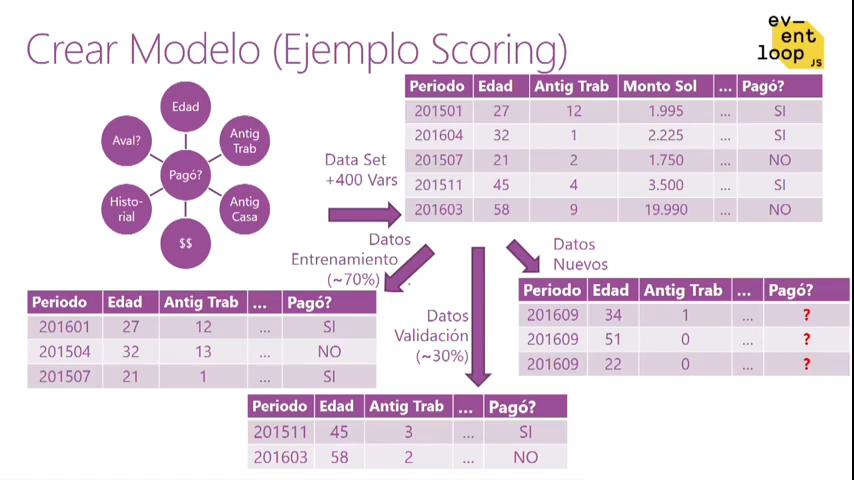 Crear Modelo (Ejemplo Scoring)
ev—
ent
loop JS
Edad
Aval?
Antig
Trab
Pagó?
Histo-
rial
Antig
Casa
$$
Data Set
+400 Vars
Periodo Edad Antig Trab Monto Sol ... Pagó?
201501 27 12 1.995 ... SI
201604 32 1 2.225 ... SI
201507 21 2 1.750 ... NO
201511 45 4 3.500 ... SI
201603 58 9 19.990 ... NO
Datos
Entrenamiento
(~70%)
Datos
Validación
(~30%)
Datos
Nuevos
Periodo Edad Antig Trab ... Pagó?
201601 27 12 ... SI
201504 32 13 ... NO
201507 21 1 ... SI
Periodo Edad Antig Trab ... Pagó?
201609 34 1 ... ?
201609 51 0 ... ?
201609 22 0 ... ?
Periodo Edad Antig Trab ... Pagó?
201511 45 3 ... SI
201603 58 2 ... NO